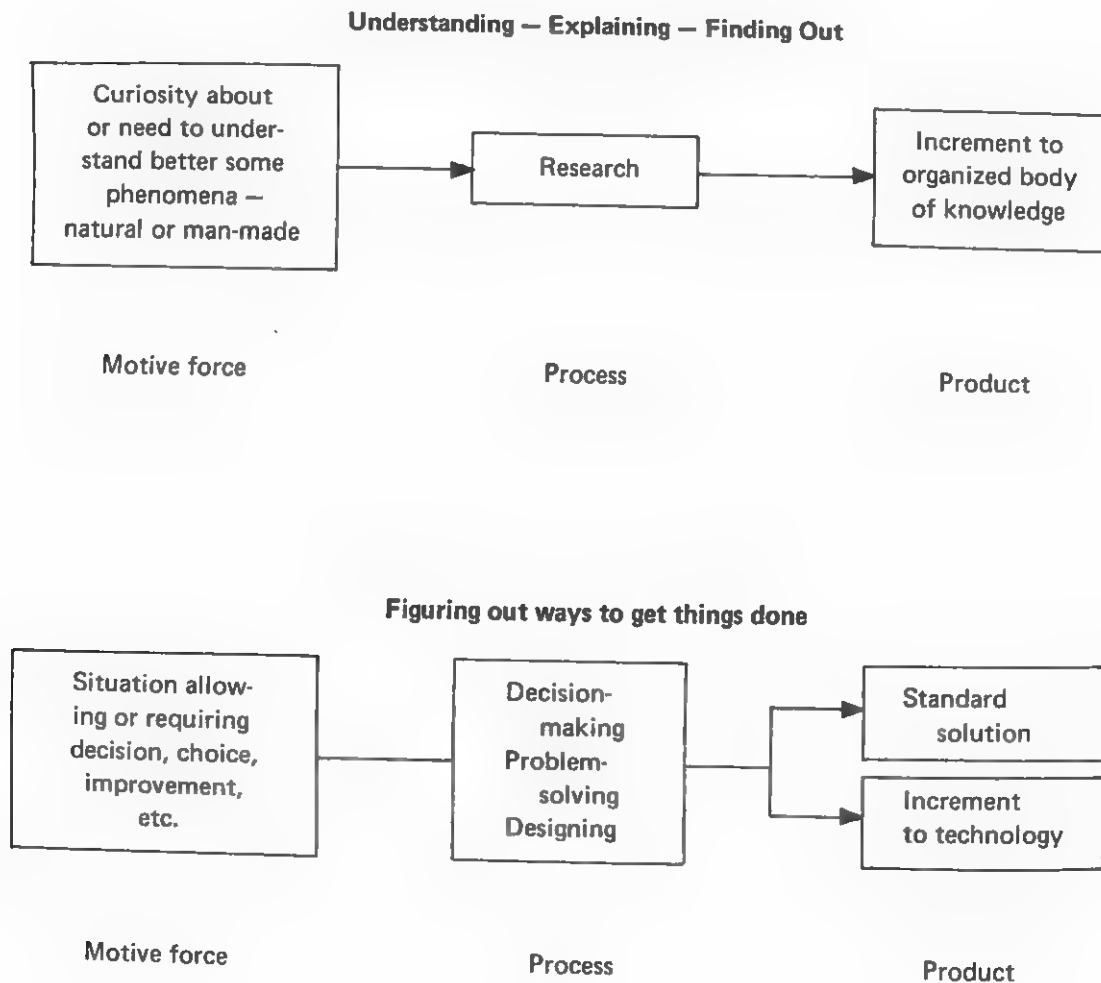 Understanding — Explaining — Finding Out
Curiosity about
or need to under-
stand better some
phenomena —
natural or man-made
Research
Increment to
organized body
of knowledge
Motive force
Process
Product
Figuring out ways to get things done
Situation allow-
ing or requiring
decision, choice,
improvement,
etc.
Decision-
making
Problem-
solving
Designing
Standard
solution
Increment
to technology
Motive force
Process
Product